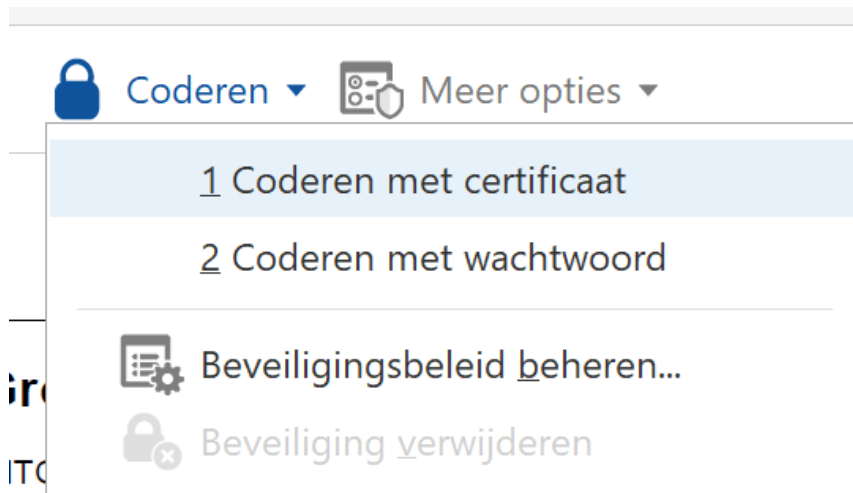 Coderen Meer opties
1 Coderen met certificaat
2 Coderen met wachtwoord
Beveiligingsbeleid beheren...
Beveiliging verwijderen